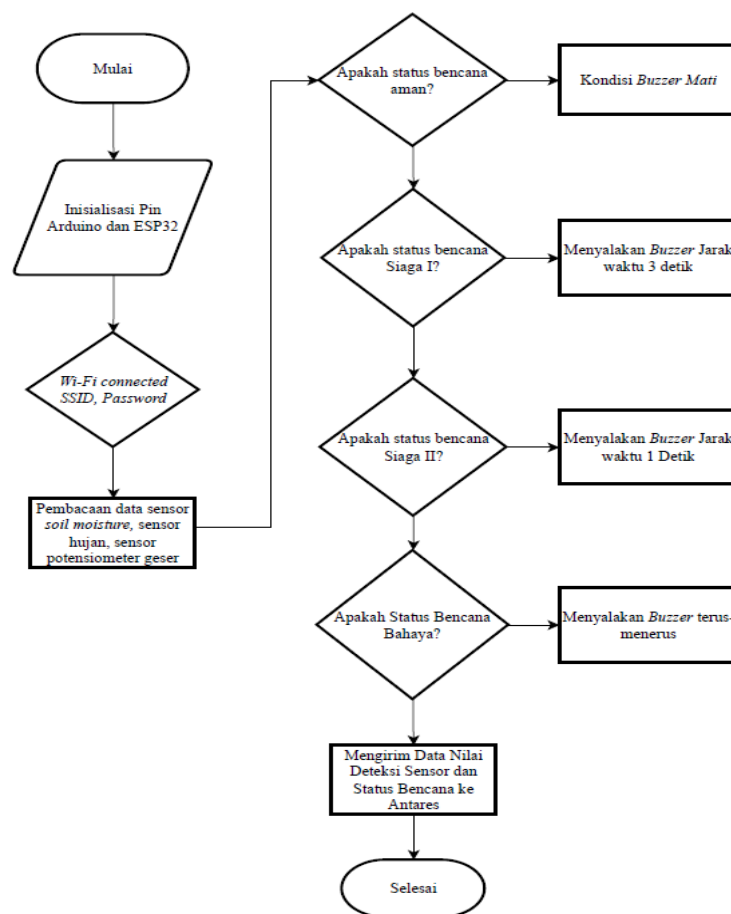 Mulai
Inisialisasi Pin
Arduino dan ESP32
Wi-Fi connected
SSID, Password
Pembacaan data sensor
soil moisture, sensor
hujan, sensor
potensiometer geser
Apakah status bencana
aman?
Kondisi Buzzer Mati
Apakah status bencana
Siaga I?
Menyalakan Buzzer Jarak
waktu 3 detik
Apakah status bencana
Siaga II?
Menyalakan Buzzer Jarak
waktu 1 Detik
Apakah Status Bencana
Bahaya?
Menyalakan Buzzer terus-
menerus
Mengirim Data Nilai
Deteksi Sensor dan
Status Bencana ke
Antares
Selesai